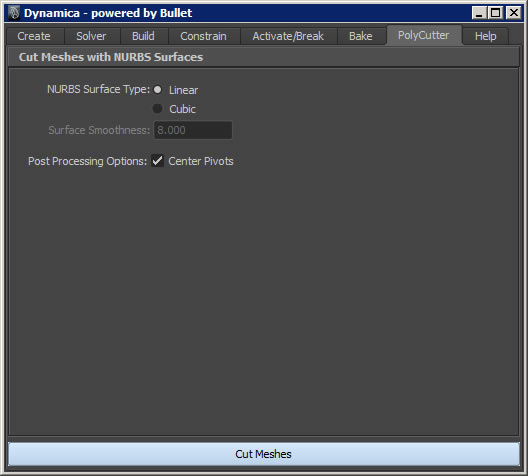 Dynamica - powered by Bullet
Create Solver Build Constrain Activate/Break Bake PolyCutter Help
Cut Meshes with NURBS Surfaces
NURBS Surface Type: Linear
Cubic
Surface Smoothness: 8.000
Post Processing Options: Center Pivots
Cut Meshes